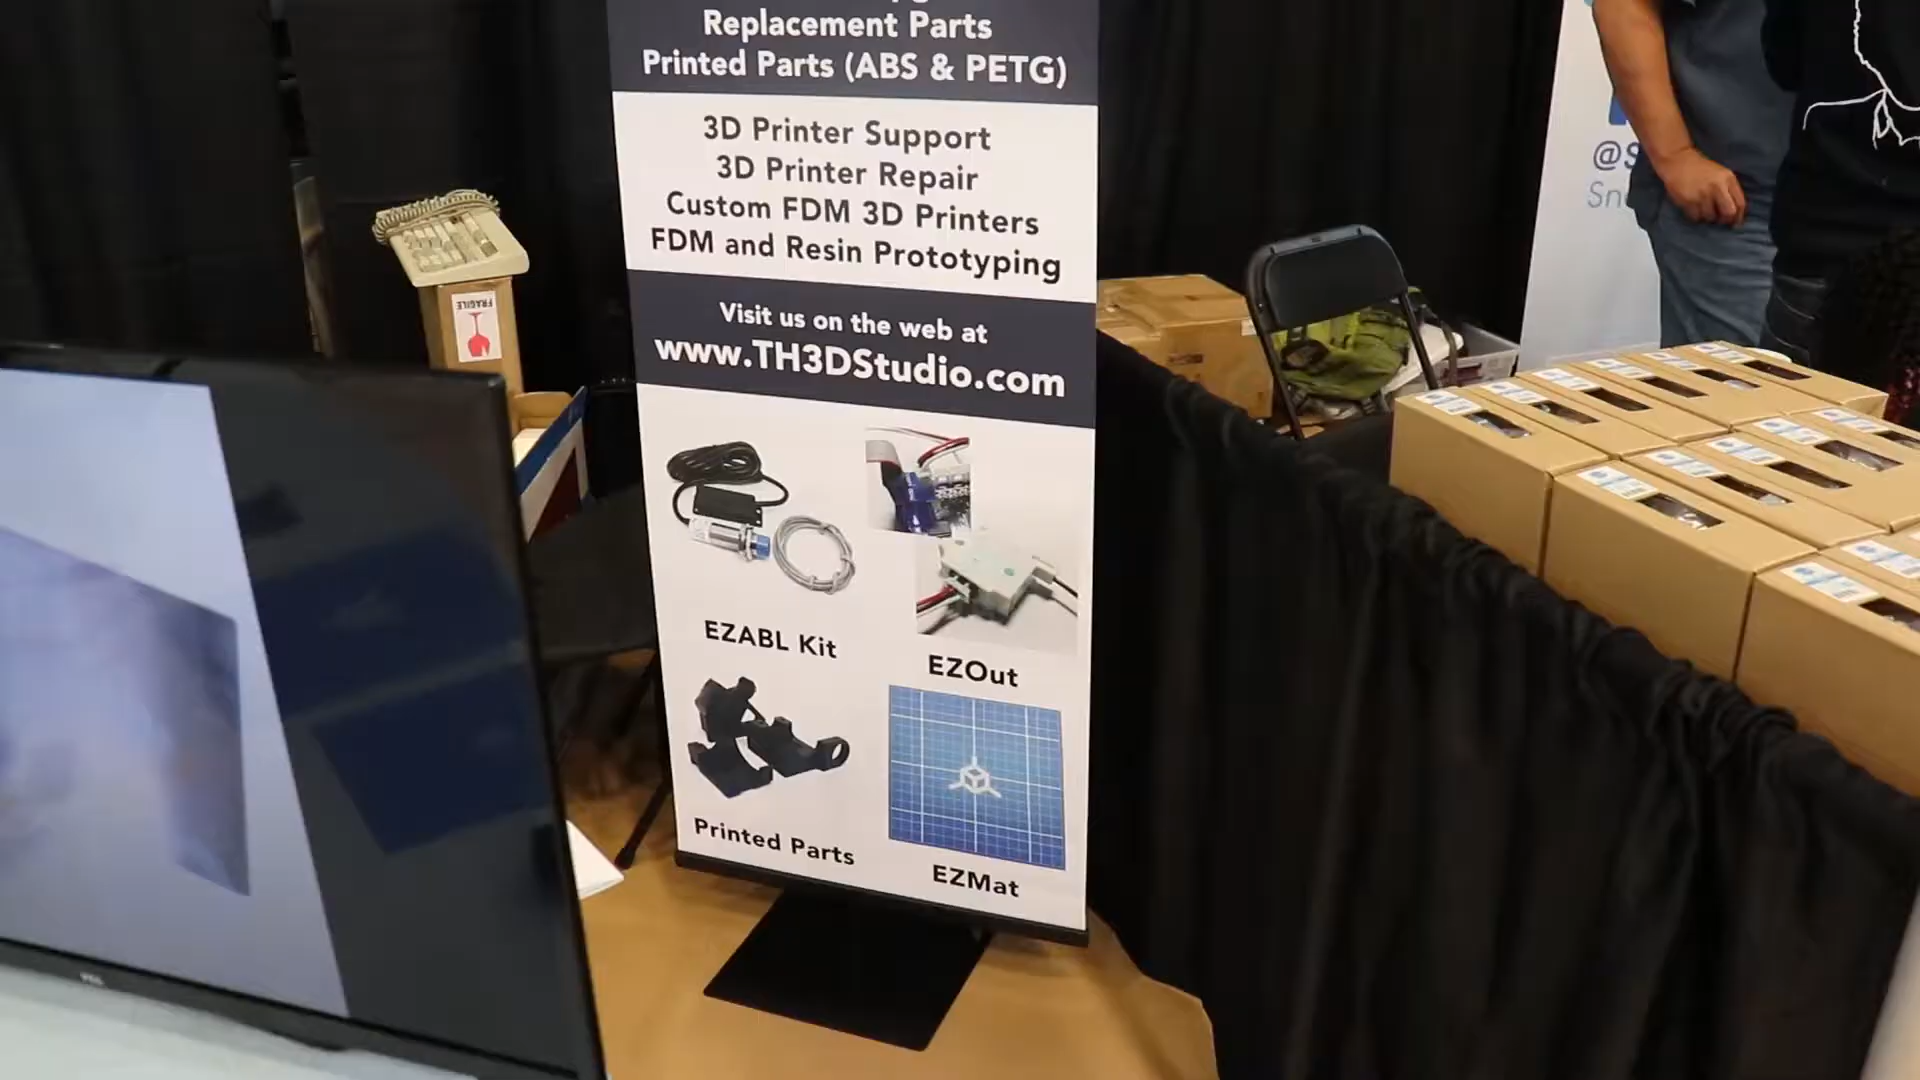 Replacement Parts
Printed Parts (ABS & PETG)
3D Printer Support
3D Printer Repair
Custom FDM 3D Printers
FDM and Resin Prototyping
Visit us on the web at
www.TH3DStudio.com
EZABL Kit
EZOut
Printed Parts
EZMat
FRAGILE